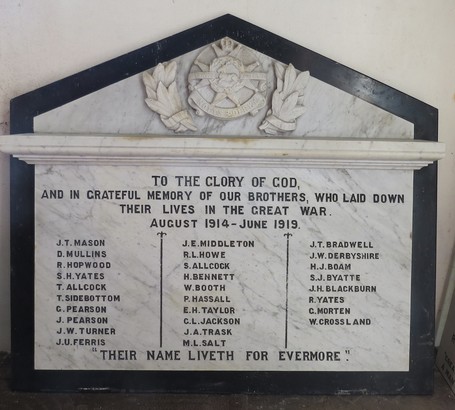 TO THE GLORY OF GOD,
AND IN GRATEFUL MEMORY OF OUR BROTHERS, WHO LAID DOWN
THEIR LIVES IN THE GREAT WAR.
AUGUST 1914-JUNE 1919.
J.T. MASON
D. MULLINS
R. HOPWOOD
S.H. YATES
T. ALLCOCK
T. SIDEBOTTOM
G. PEARSON
J. PEARSON
J.W. TURNER
J.U. FERRIS
J.E. MIDDLETON
R.L. HOWE
S. ALLCOCK
H. BENNETT
W. BOOTH
P. HASSALL
E.H. TAYLOR
G.L. JACKSON
J.A. TRASK
M.L. SALT
J.T. BRADWELL
J.W. DERBYSHIRE
H.J. BOAM
S.J. BYATTE
J.H. BLACKBURN
R. YATES
G. MORTEN
W. CROSSLAND
"THEIR NAME LIVETH FOR EVERMORE".